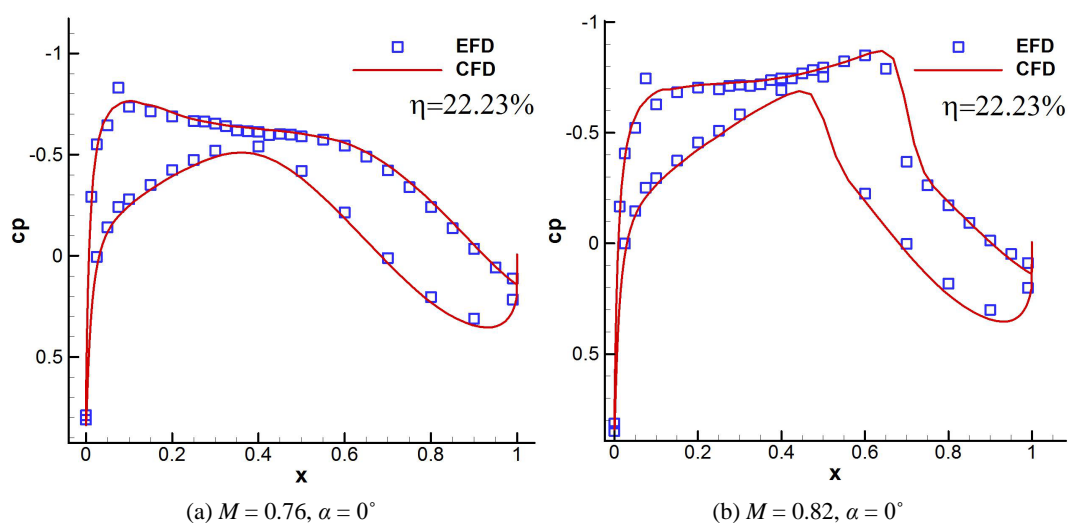 -1
-0.5
0
0.5
cp
EFD
CFD
η=22.23%
0 0.2 0.4 0.6 0.8 1
x
(a) M = 0.76, α = 0°
-1
-0.5
0
0.5
cp
EFD
CFD
η=22.23%
0 0.2 0.4 0.6 0.8 1
x
(b) M = 0.82, α = 0°